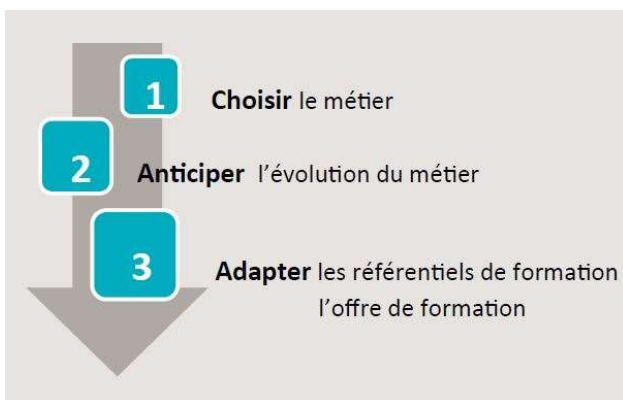 1 Choisir le métier
2 Anticiper l'évolution du métier
3 Adapter les référentiels de formation
l'offre de formation